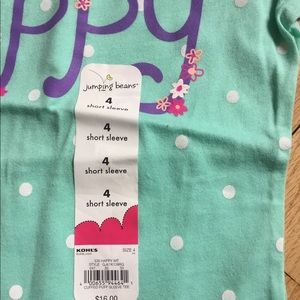 ppy
jumping beans
4
short sleeve
4
short sleeve
4
short sleeve
4
short sleeve
KOHL'S SIZE 4
$16.00